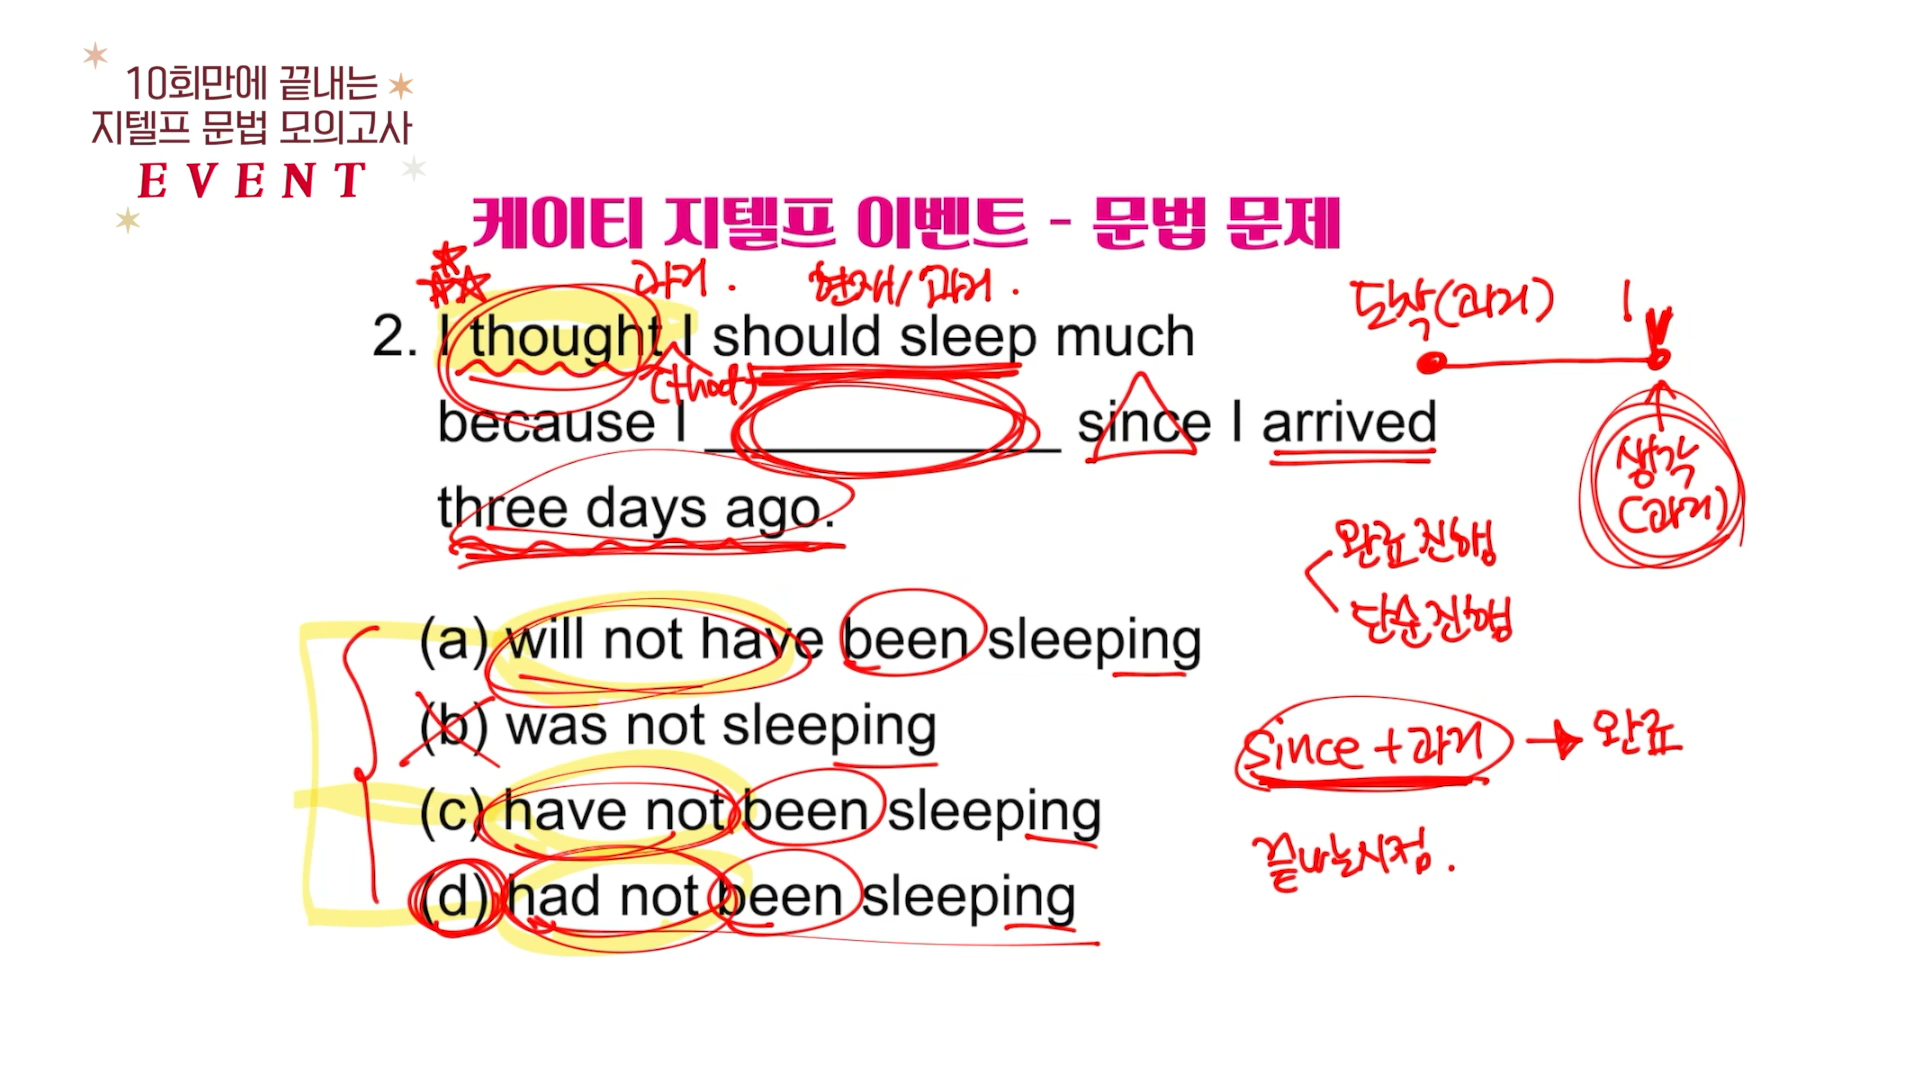 10회만에 끝내는
지텔프 문법 모의고사
EVENT
케이티 지텔프 이벤트 - 문법 문제
과거. 현재/과거.
도착(과거)
2. I thought I should sleep much
(that)
because I ____________ since I arrived
생각
(과거)
three days ago.
완료진행
단순진행
(a) will not have been sleeping
(b) was not sleeping
since + 과거 → 완료
(c) have not been sleeping
끝나는시점.
(d) had not been sleeping